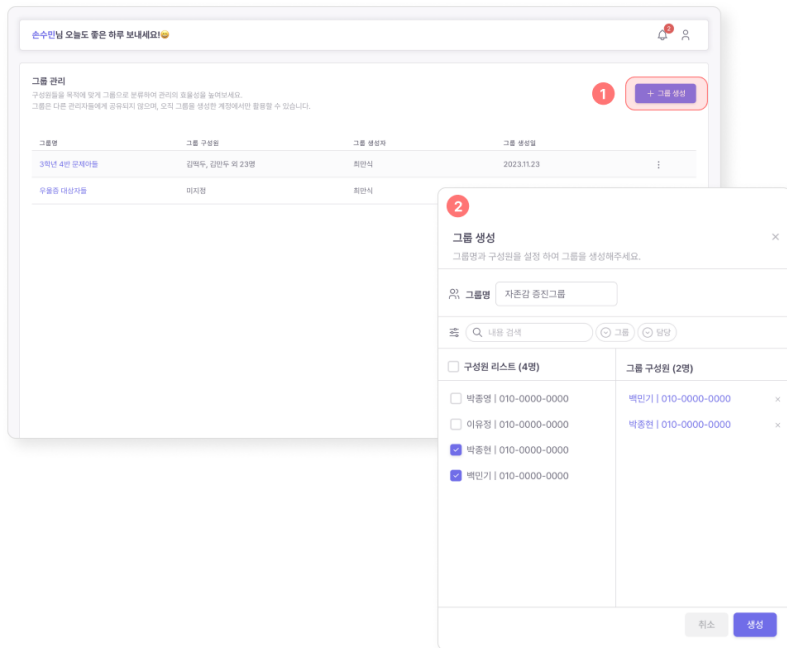 손수민님 오늘도 좋은 하루 보내세요!😄
2
그룹 관리
구성원들을 목적에 맞게 그룹으로 분류하여 관리의 효율성을 높여보세요.
그룹은 다른 관리자들에게 공유되지 않으며, 오직 그룹을 생성한 계정에서만 활용할 수 있습니다.
1
+ 그룹 생성
그룹명 그룹 구성원 그룹 생성자 그룹 생성일
3학년 4반 문제아들 김떡두, 김만두 외 23명 최안식 2023.11.23
우울증 대상자들 미지정 최안식
2
그룹 생성
그룹명과 구성원을 설정 하여 그룹을 생성해주세요.
그룹명 자존감 증진그룹
내용 검색 그룹 담당
구성원 리스트 (4명)
박종영 | 010-0000-0000
이유정 | 010-0000-0000
박종현 | 010-0000-0000
백민기 | 010-0000-0000
그룹 구성원 (2명)
백민기 | 010-0000-0000
박종현 | 010-0000-0000
취소 생성